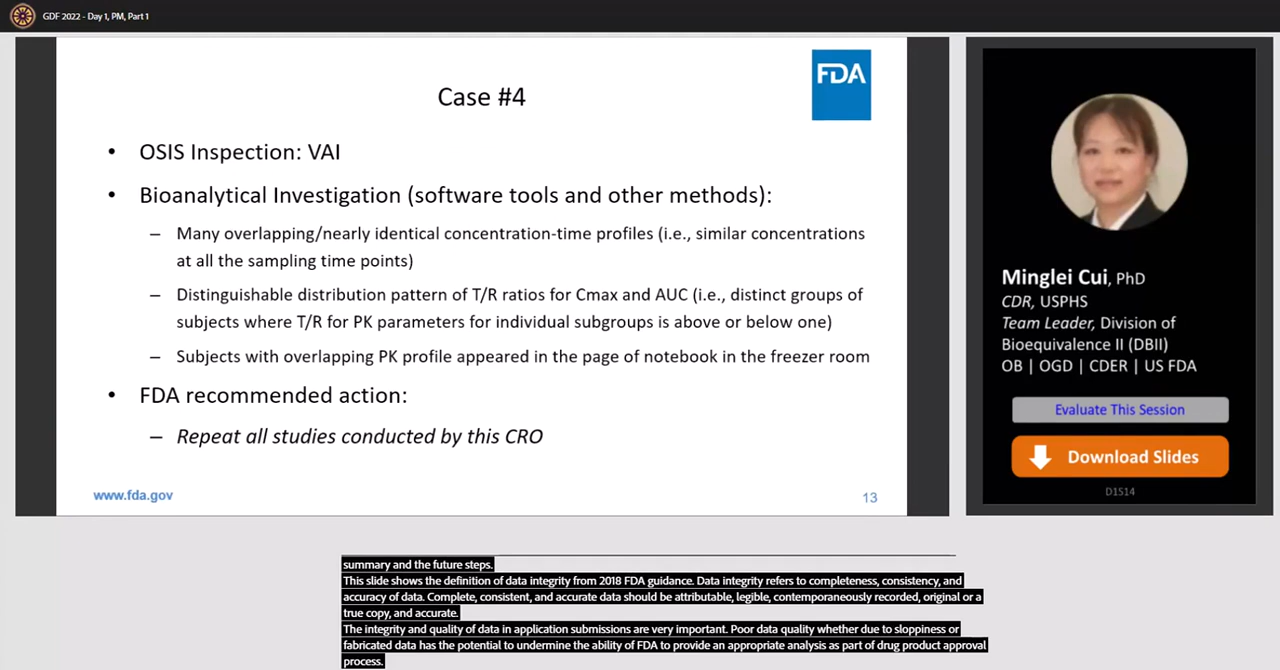 GDF 2022 - Day 1, PM, Part 1
FDA
Case #4
• OSIS Inspection: VAI
• Bioanalytical Investigation (software tools and other methods):
– Many overlapping/nearly identical concentration-time profiles (i.e., similar concentrations
at all the sampling time points)
– Distinguishable distribution pattern of T/R ratios for Cmax and AUC (i.e., distinct groups of
subjects where T/R for PK parameters for individual subgroups is above or below one)
– Subjects with overlapping PK profile appeared in the page of notebook in the freezer room
• FDA recommended action:
– Repeat all studies conducted by this CRO
www.fda.gov
13
Minglei Cui, PhD
CDR, USPHS
Team Leader, Division of
Bioequivalence II (DBII)
OB | OGD | CDER | US FDA
Evaluate This Session
Download Slides
D1S14
summary and the future steps.
This slide shows the definition of data integrity from 2018 FDA guidance. Data integrity refers to completeness, consistency, and
accuracy of data. Complete, consistent, and accurate data should be attributable, legible, contemporaneously recorded, original or a
true copy, and accurate.
The integrity and quality of data in application submissions are very important. Poor data quality whether due to sloppiness or
fabricated data has the potential to undermine the ability of FDA to provide an appropriate analysis as part of drug product approval
process.